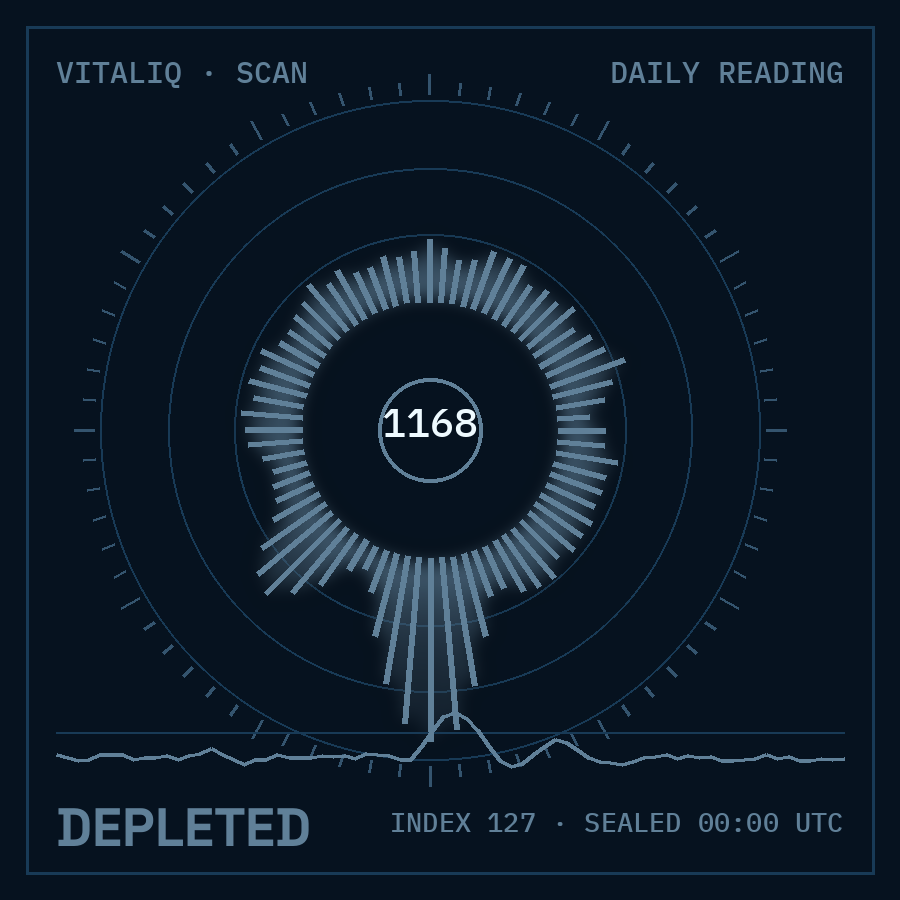 VITALIQ · SCAN
DAILY READING
1168
DEPLETED
INDEX 127 · SEALED 00:00 UTC